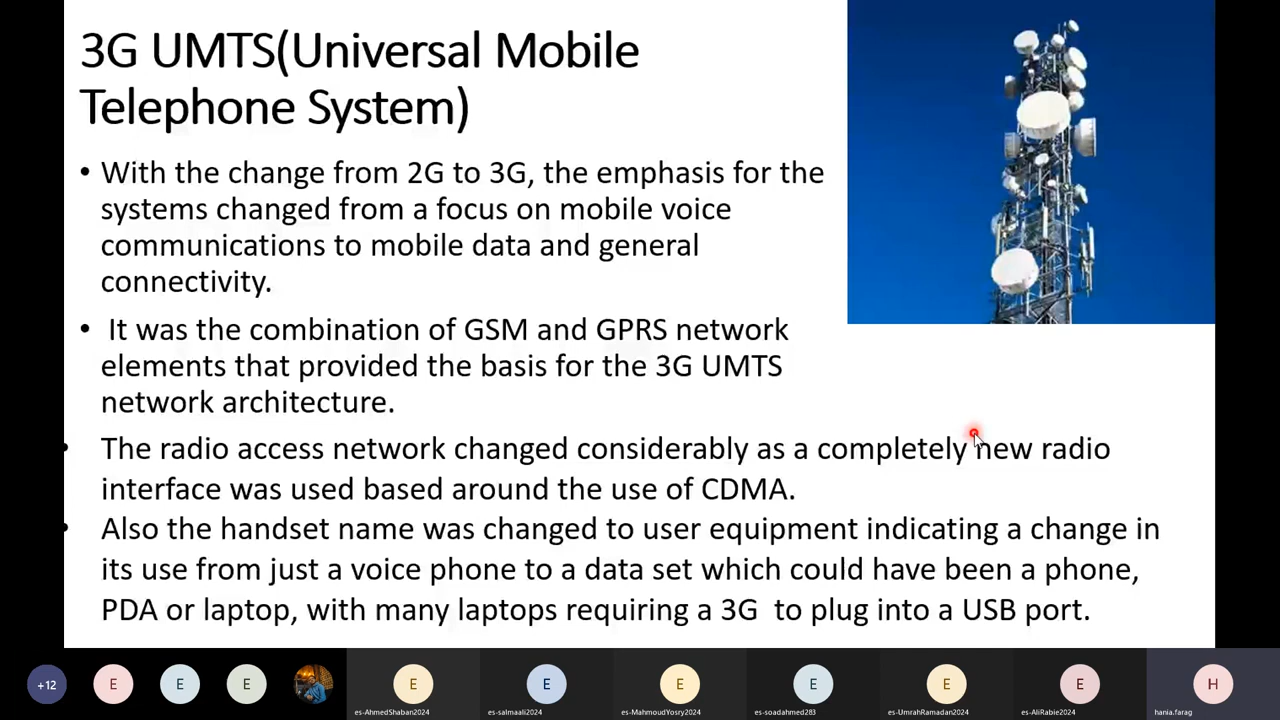 3G UMTS(Universal Mobile
Telephone System)
• With the change from 2G to 3G, the emphasis for the
systems changed from a focus on mobile voice
communications to mobile data and general
connectivity.
• It was the combination of GSM and GPRS network
elements that provided the basis for the 3G UMTS
network architecture.
• The radio access network changed considerably as a completely new radio
interface was used based around the use of CDMA.
• Also the handset name was changed to user equipment indicating a change in
its use from just a voice phone to a data set which could have been a phone,
PDA or laptop, with many laptops requiring a 3G to plug into a USB port.
+12 E E E E E E E E E H
es-AhmedShaban2024 es-salmaali2024 es-MahmoudYosry2024 es-soadahmed283 es-UmrahRamadan2024 es-AliRabie2024 hania.farag